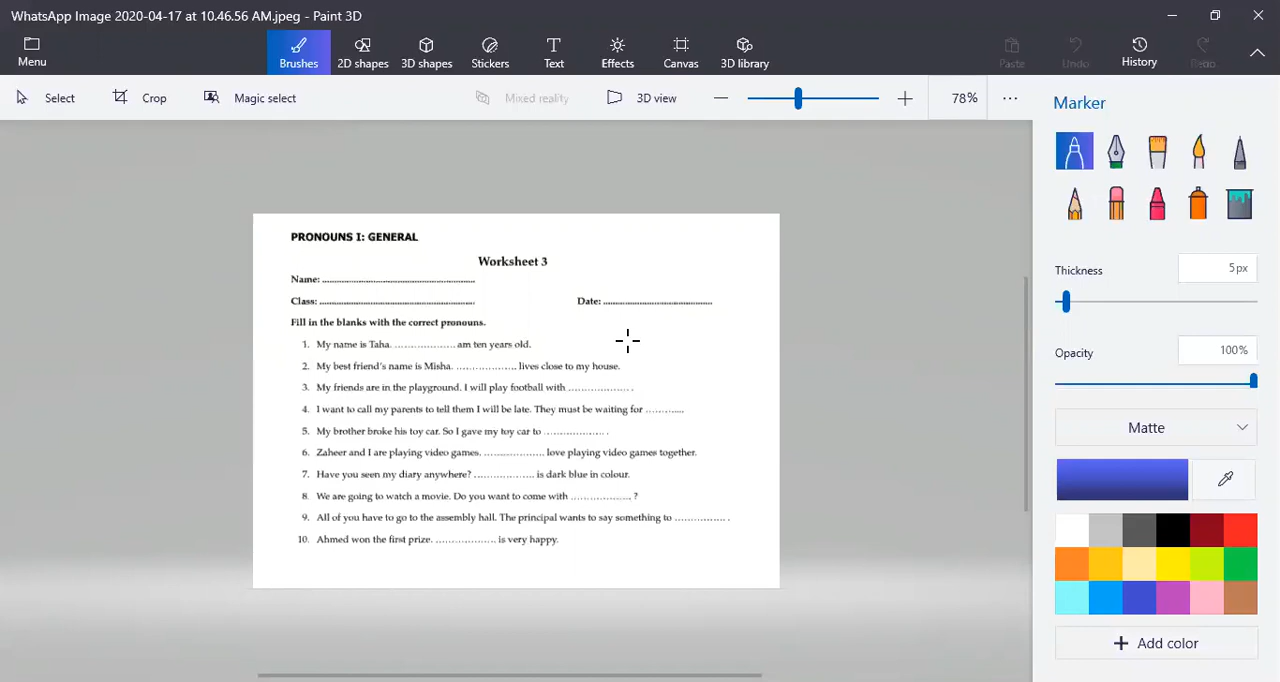 WhatsApp Image 2020-04-17 at 10.46.56 AM.jpeg - Paint 3D
Menu Brushes 2D shapes 3D shapes Stickers Text Effects Canvas 3D library Paste Undo History Redo
Select Crop Magic select Mixed reality 3D view 78%
Marker
Thickness 5px
Opacity 100%
Matte
Add color
PRONOUNS I: GENERAL
Worksheet 3
Name: ..................................................
Class: ................................................... Date: ....................................
Fill in the blanks with the correct pronouns.
1. My name is Taha. ................... am ten years old.
2. My best friend's name is Misha. ................... lives close to my house.
3. My friends are in the playground. I will play football with ................... .
4. I want to call my parents to tell them I will be late. They must be waiting for ............
5. My brother broke his toy car. So I gave my toy car to ................... .
6. Zaheer and I are playing video games. ................... love playing video games together.
7. Have you seen my diary anywhere? ................... is dark blue in colour.
8. We are going to watch a movie. Do you want to come with ................... ?
9. All of you have to go to the assembly hall. The principal wants to say something to ................ .
10. Ahmed won the first prize. ................... is very happy.